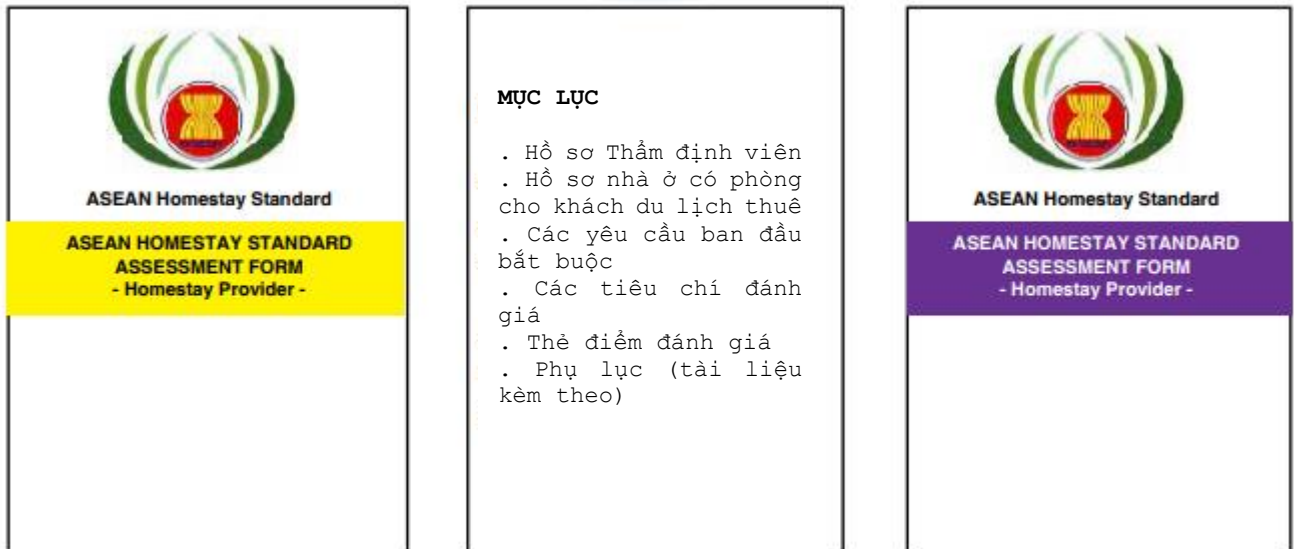 ASEAN Homestay Standard
ASEAN HOMESTAY STANDARD
ASSESSMENT FORM
- Homestay Provider -
MỤC LỤC
. Hồ sơ Thẩm định viên
. Hồ sơ nhà ở có phòng
cho khách du lịch thuê
. Các yêu cầu ban đầu
bắt buộc
. Các tiêu chí đánh
giá
. Thẻ điểm đánh giá
. Phụ lục (tài liệu
kèm theo)
ASEAN Homestay Standard
ASEAN HOMESTAY STANDARD
ASSESSMENT FORM
- Homestay Provider -